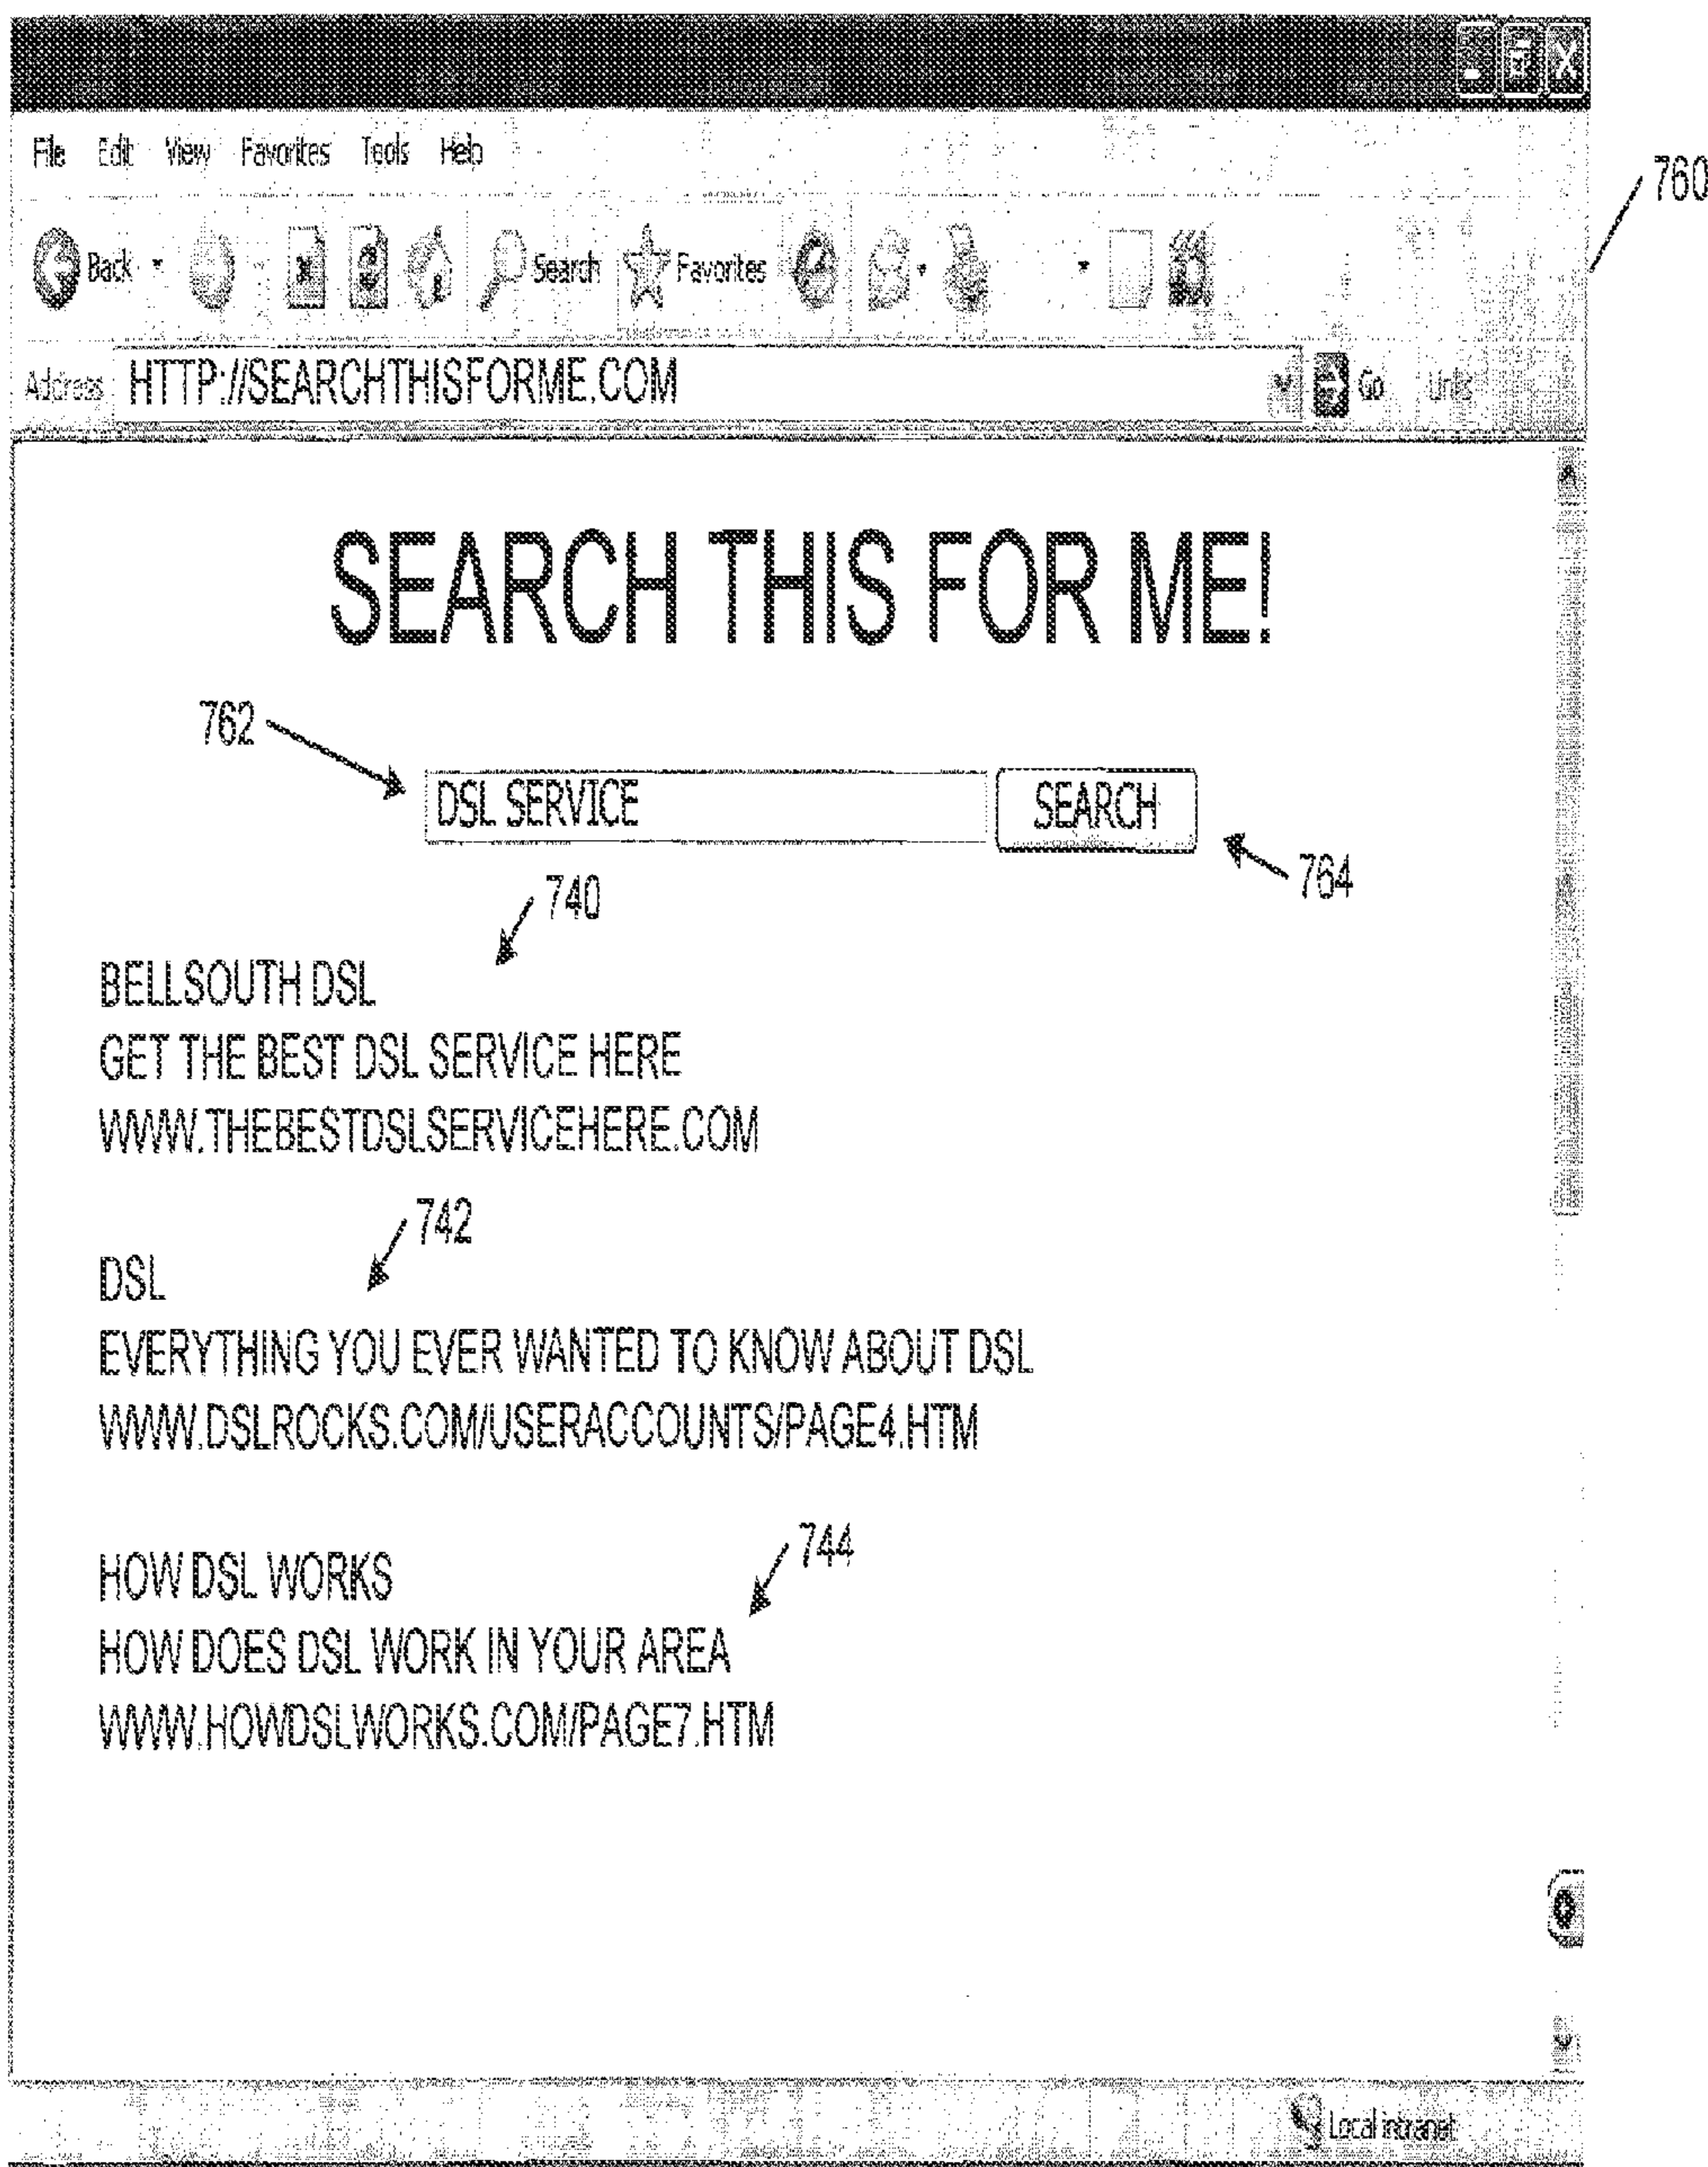 File Edit View Favorites Tools Help
760
Back Search Favorites
Address HTTP://SEARCHTHISFORME.COM Go Links
SEARCH THIS FOR ME!
762
DSL SERVICE SEARCH
764
740
BELLSOUTH DSL
GET THE BEST DSL SERVICE HERE
WWW.THEBESTDSLSERVICEHERE.COM
742
DSL
EVERYTHING YOU EVER WANTED TO KNOW ABOUT DSL
WWW.DSLROCKS.COM/USERACCOUNTS/PAGE4.HTM
744
HOW DSL WORKS
HOW DOES DSL WORK IN YOUR AREA
WWW.HOWDSLWORKS.COM/PAGE7.HTM
Local intranet